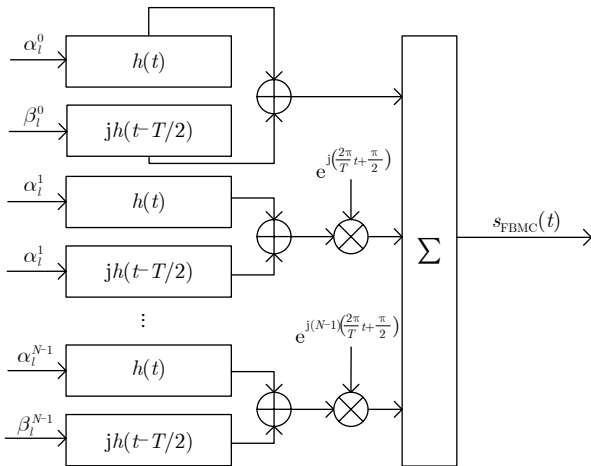 α_l^0
h(t)
β_l^0
jh(t-T/2)
α_l^1
h(t)
e^{j(2π/T t+π/2)}
α_l^1
jh(t-T/2)
∑
s_FBMC(t)
...
α_l^{N-1}
h(t)
e^{j(N-1)(2π/T t+π/2)}
β_l^{N-1}
jh(t-T/2)